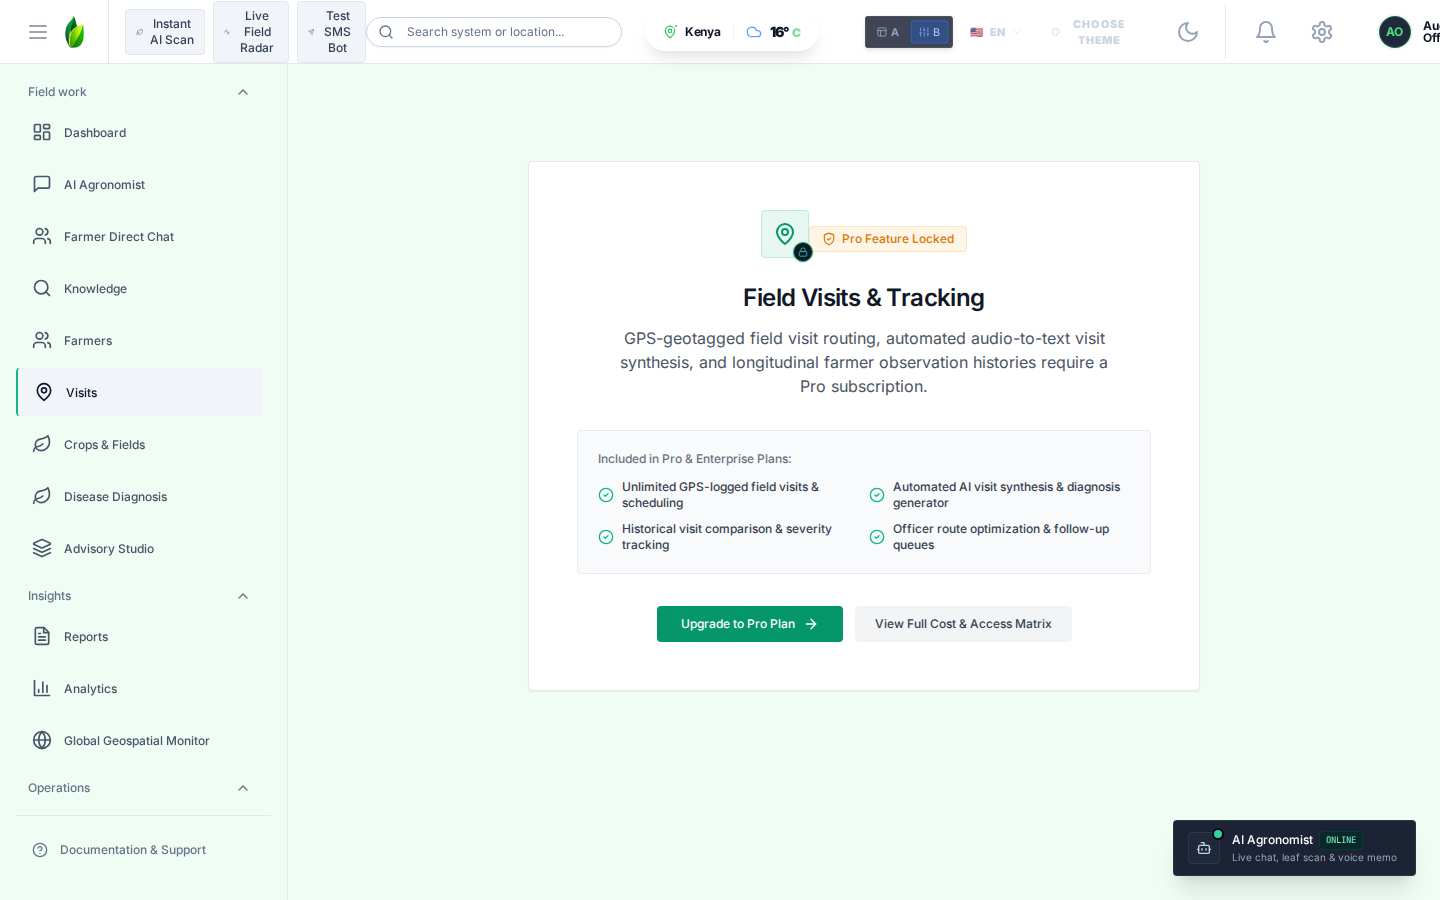 Instant
AI Scan
Live
Field
Radar
Test
SMS
Bot
Search system or location...
Kenya
16° C
A
B
EN
CHOOSE
THEME
AO
Field work
Dashboard
AI Agronomist
Farmer Direct Chat
Knowledge
Farmers
Visits
Crops & Fields
Disease Diagnosis
Advisory Studio
Insights
Reports
Analytics
Global Geospatial Monitor
Operations
Documentation & Support
Pro Feature Locked
Field Visits & Tracking
GPS-geotagged field visit routing, automated audio-to-text visit
synthesis, and longitudinal farmer observation histories require a
Pro subscription.
Included in Pro & Enterprise Plans:
Unlimited GPS-logged field visits &
scheduling
Automated AI visit synthesis & diagnosis
generator
Historical visit comparison & severity
tracking
Officer route optimization & follow-up
queues
Upgrade to Pro Plan
View Full Cost & Access Matrix
AI Agronomist ONLINE
Live chat, leaf scan & voice memo